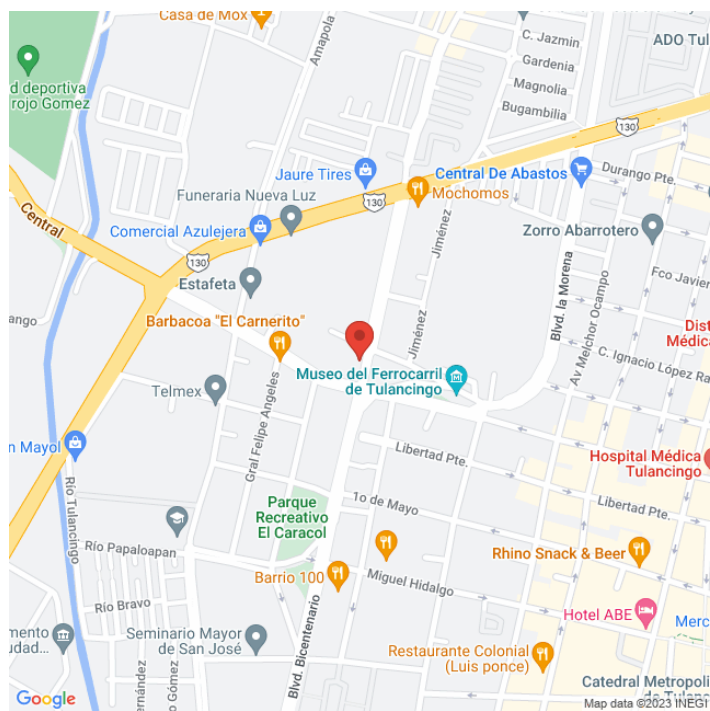 Casa de Mox
C. Jazmin
Gardenia
ADO Tul
Amapola
Magnolia
Bugambilia
d deportiva
rojo Gomez
130
Jaure Tires
Central De Abastos
Durango Pte.
Mochomos
Funeraria Nueva Luz
130
Central
Comercial Azulejera
Zorro Abarrotero
Jiménez
130
Estafeta
Fco Javier
Blvd. la Morena
Av Melchor Ocampo
ango
Barbacoa "El Carnerito"
Dist
Médica
Jiménez
C. Ignacio López Ra
Museo del Ferrocarril
de Tulancingo
Telmex
Gral Felipe Angeles
n Mayol
Libertad Pte.
Hospital Médica
Tulancingo
Río Tulancingo
Parque
Recreativo
El Caracol
1o de Mayo
Libertad Pte.
Río Papaloapan
Rhino Snack & Beer
Barrio 100
Miguel Hidalgo
Río Bravo
Hotel ABE
Merc
mento
udad...
Seminario Mayor
de San José
Blvd. Bicentenario
Restaurante Colonial
(Luis ponce)
ernández
o Gómez
Catedral Metropoli
de Tulancin
Google
Map data ©2023 INEGI